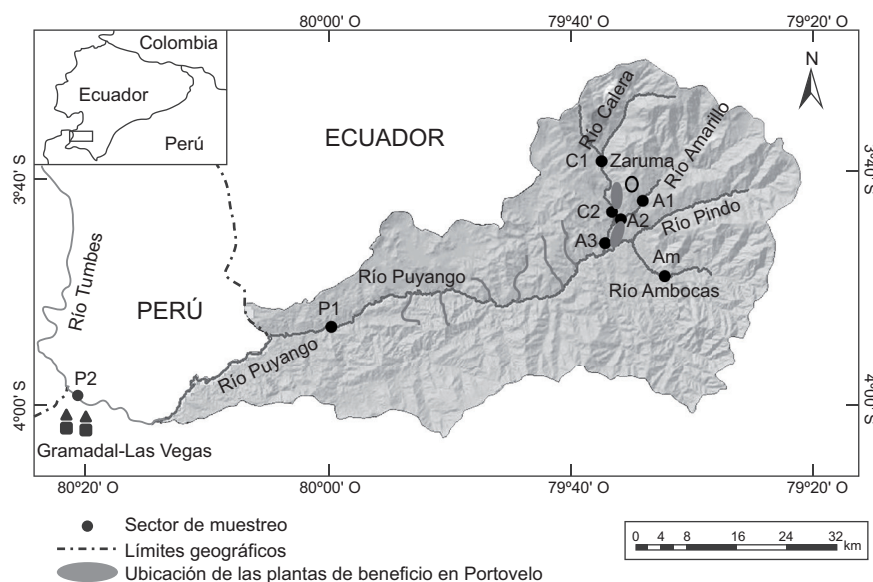 80°00' O
79°40' O
79°20' O
Colombia
Ecuador
Perú
N
ECUADOR
Río Calera
Río Amarillo
C1
Zaruma
3°40' S
3°40' S
A1
C2
A2
Río Pindo
A3
Am
Río Puyango
Río Ambocas
Río Tumbes
PERÚ
P1
Río Puyango
P2
4°00' S
4°00' S
Gramadal-Las Vegas
80°20' O
80°00' O
79°40' O
79°20' O
Sector de muestreo
Límites geográficos
Ubicación de las plantas de beneficio en Portovelo
0 4 8 16 24 32
km